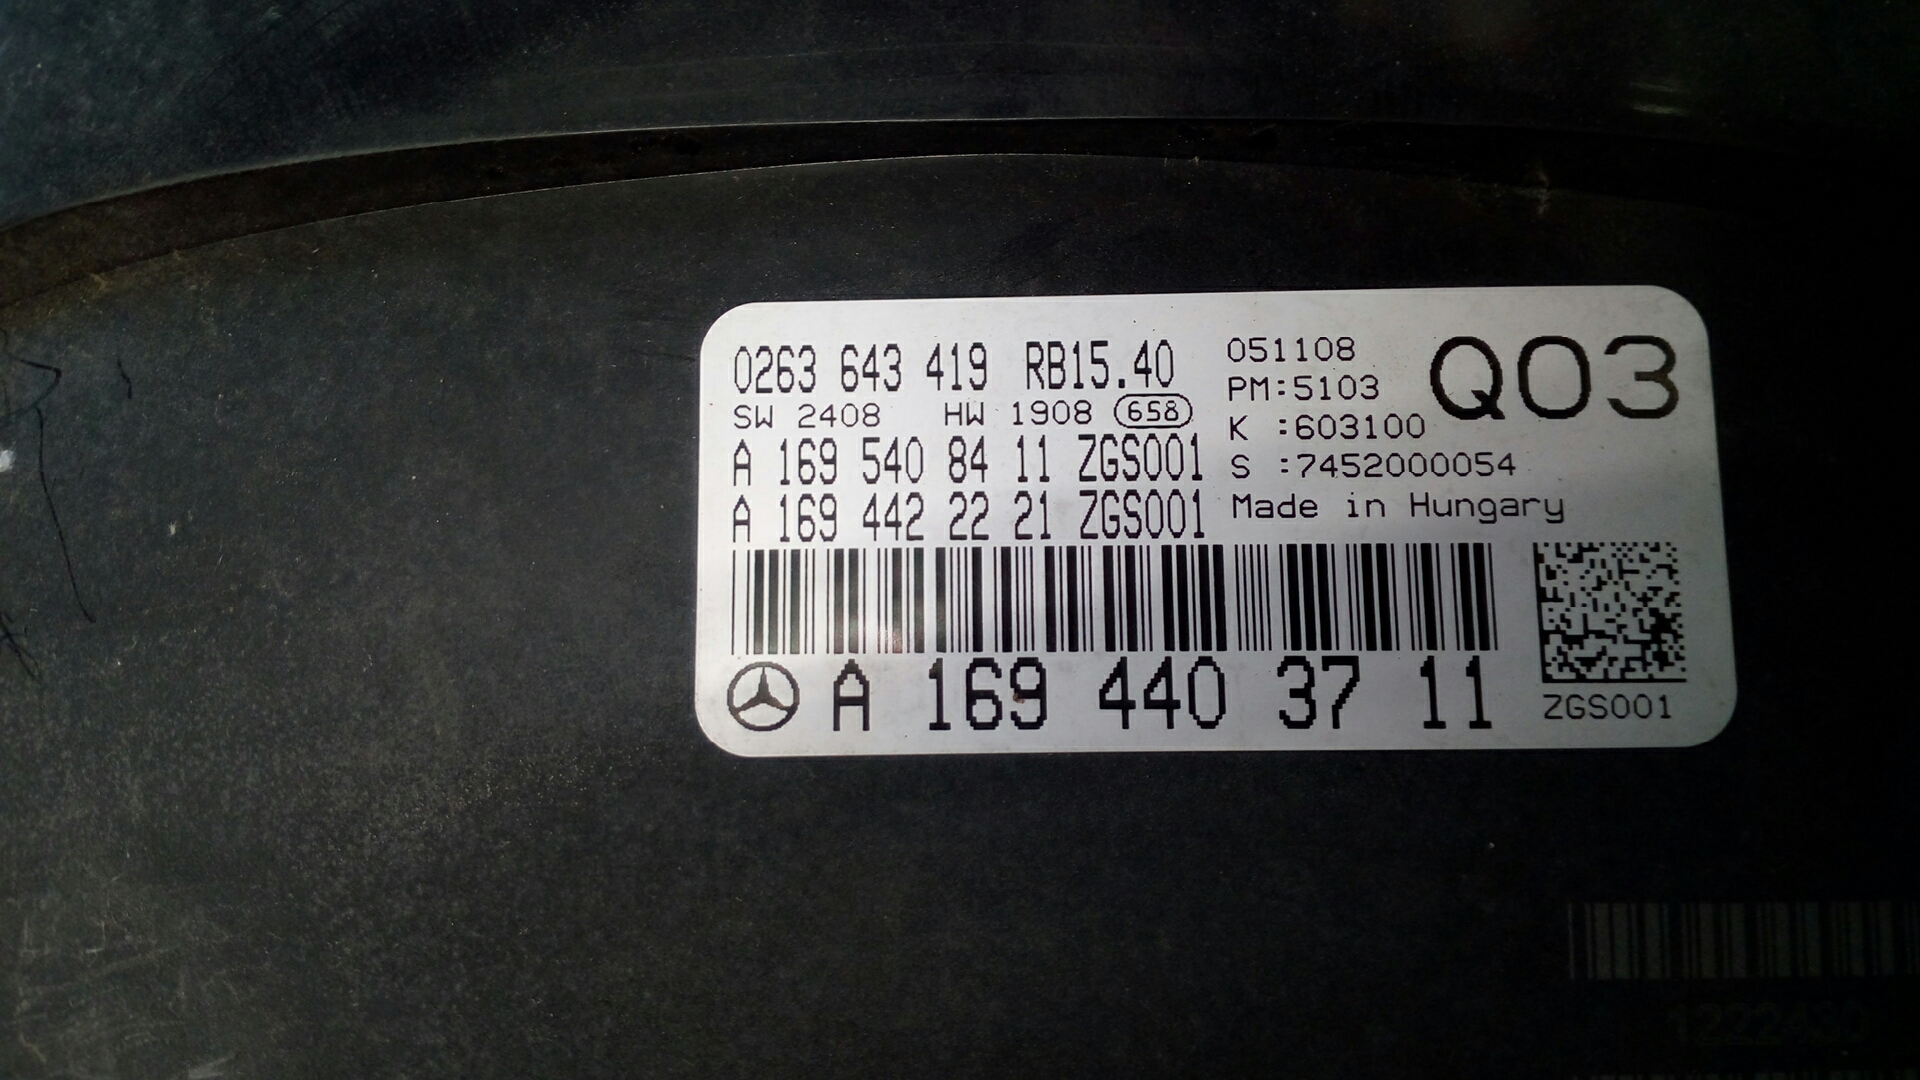 0263 643 419 RB15.40
SW 2408 HW 1908 658
A 169 540 84 11 ZGS001
A 169 442 22 21 ZGS001
051108
PM:5103
K :603100
S :7452000054
Made in Hungary
Q03
A 169 440 37 11
ZGS001